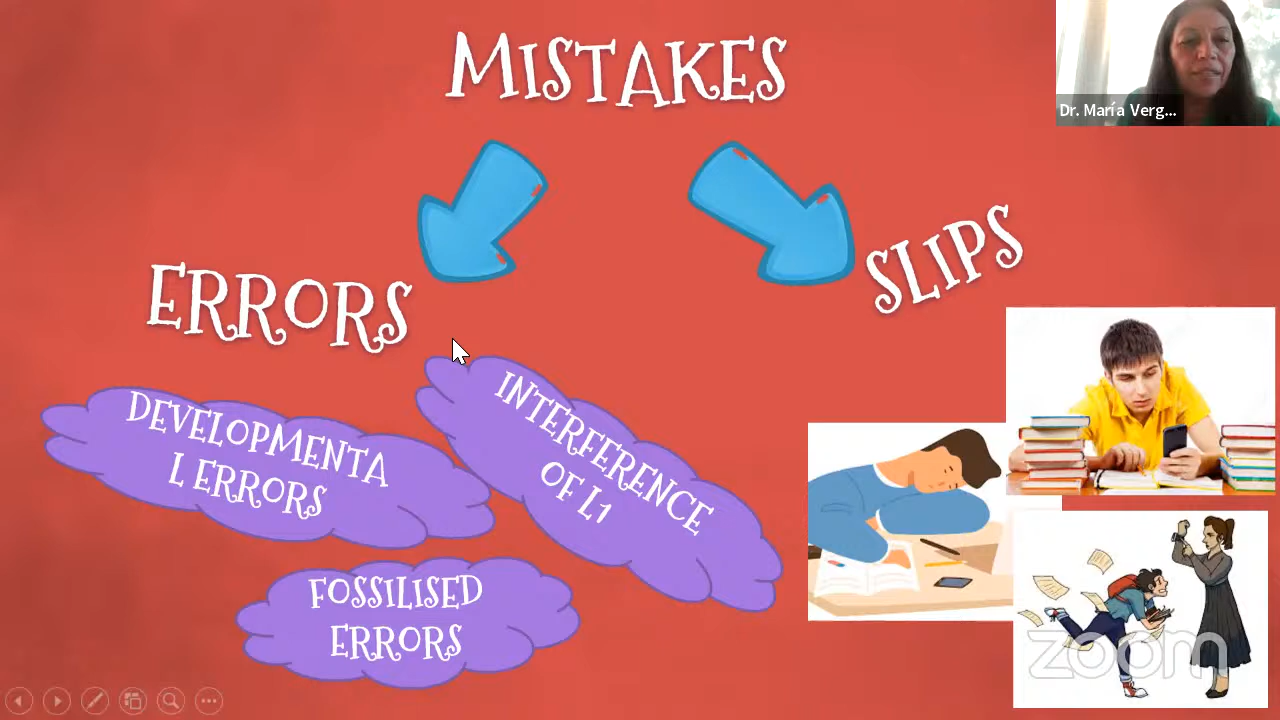 MISTAKES
Dr. María Verg...
ERRORS
SLIPS
DEVELOPMENTA
L ERRORS
INTERFERENCE
OF L1
FOSSILISED
ERRORS
zoom